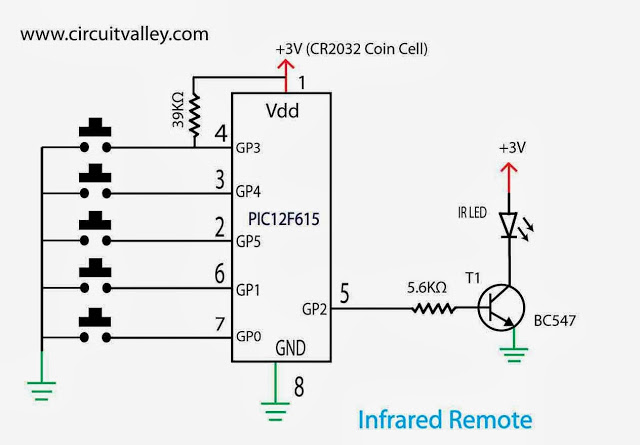 www.circuitvalley.com
+3V (CR2032 Coin Cell)
1
39KΩ
Vdd
4
GP3
+3V
3
GP4
IR LED
2
PIC12F615
GP5
T1
6
GP1
5
5.6KΩ
GP2
BC547
7
GP0
GND
8
Infrared Remote